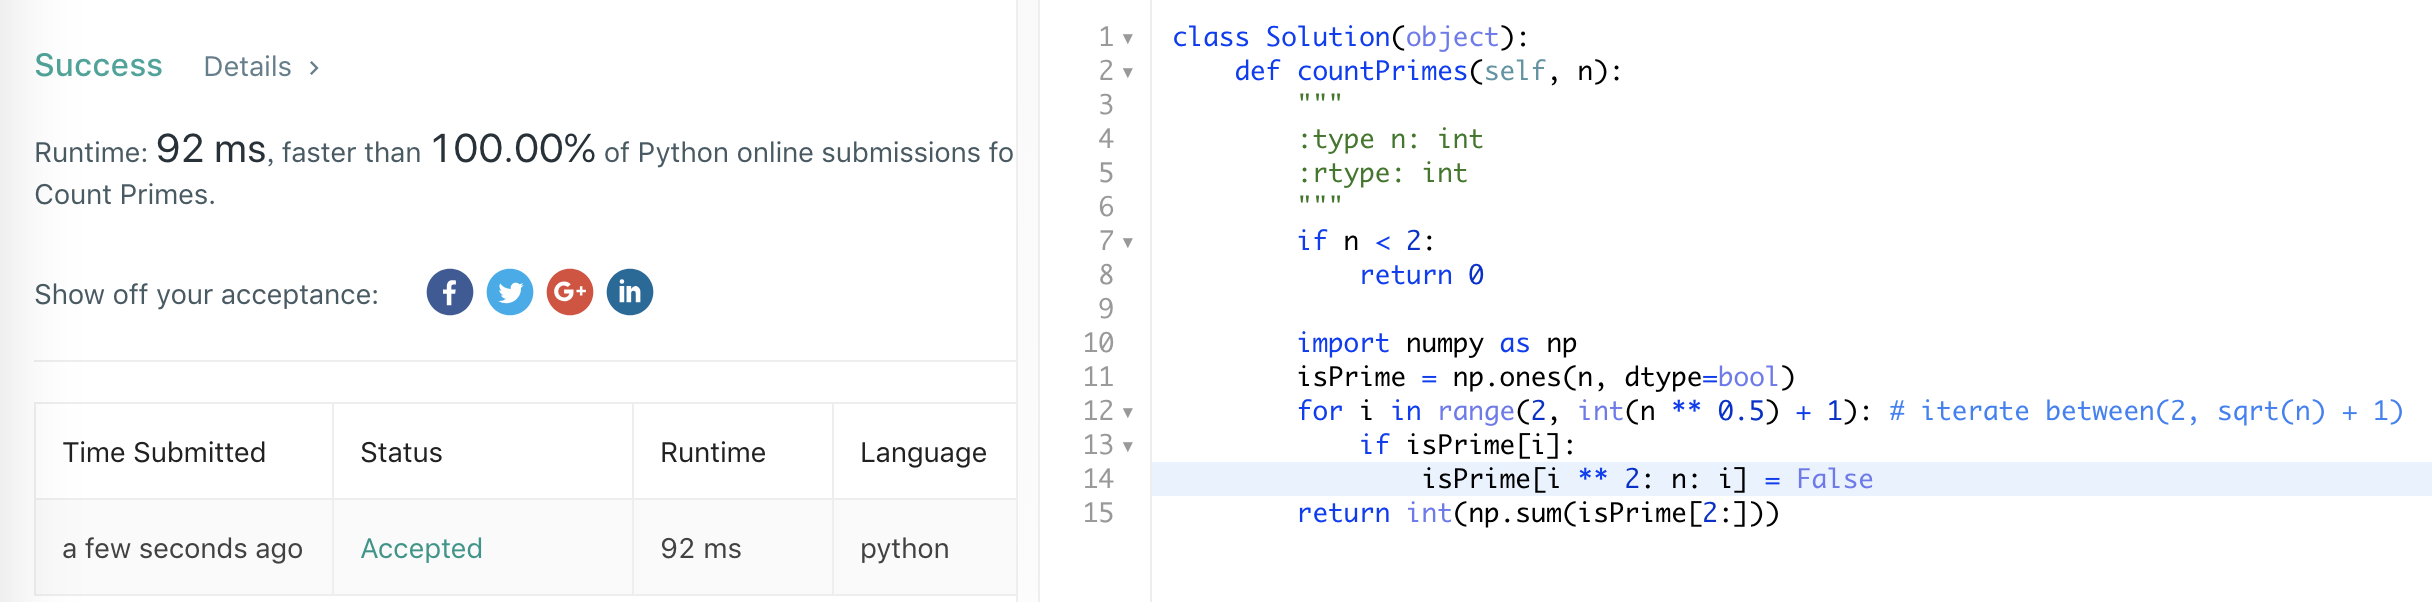 Success Details >
Runtime: 92 ms, faster than 100.00% of Python online submissions fo
Count Primes.
Show off your acceptance: f G+ in
Time Submitted Status Runtime Language
a few seconds ago Accepted 92 ms python
1 class Solution(object):
2     def countPrimes(self, n):
3         """
4         :type n: int
5         :rtype: int
6         """
7         if n < 2:
8             return 0
9
10         import numpy as np
11         isPrime = np.ones(n, dtype=bool)
12         for i in range(2, int(n ** 0.5) + 1): # iterate between(2, sqrt(n) + 1)
13             if isPrime[i]:
14                 isPrime[i ** 2: n: i] = False
15         return int(np.sum(isPrime[2:]))